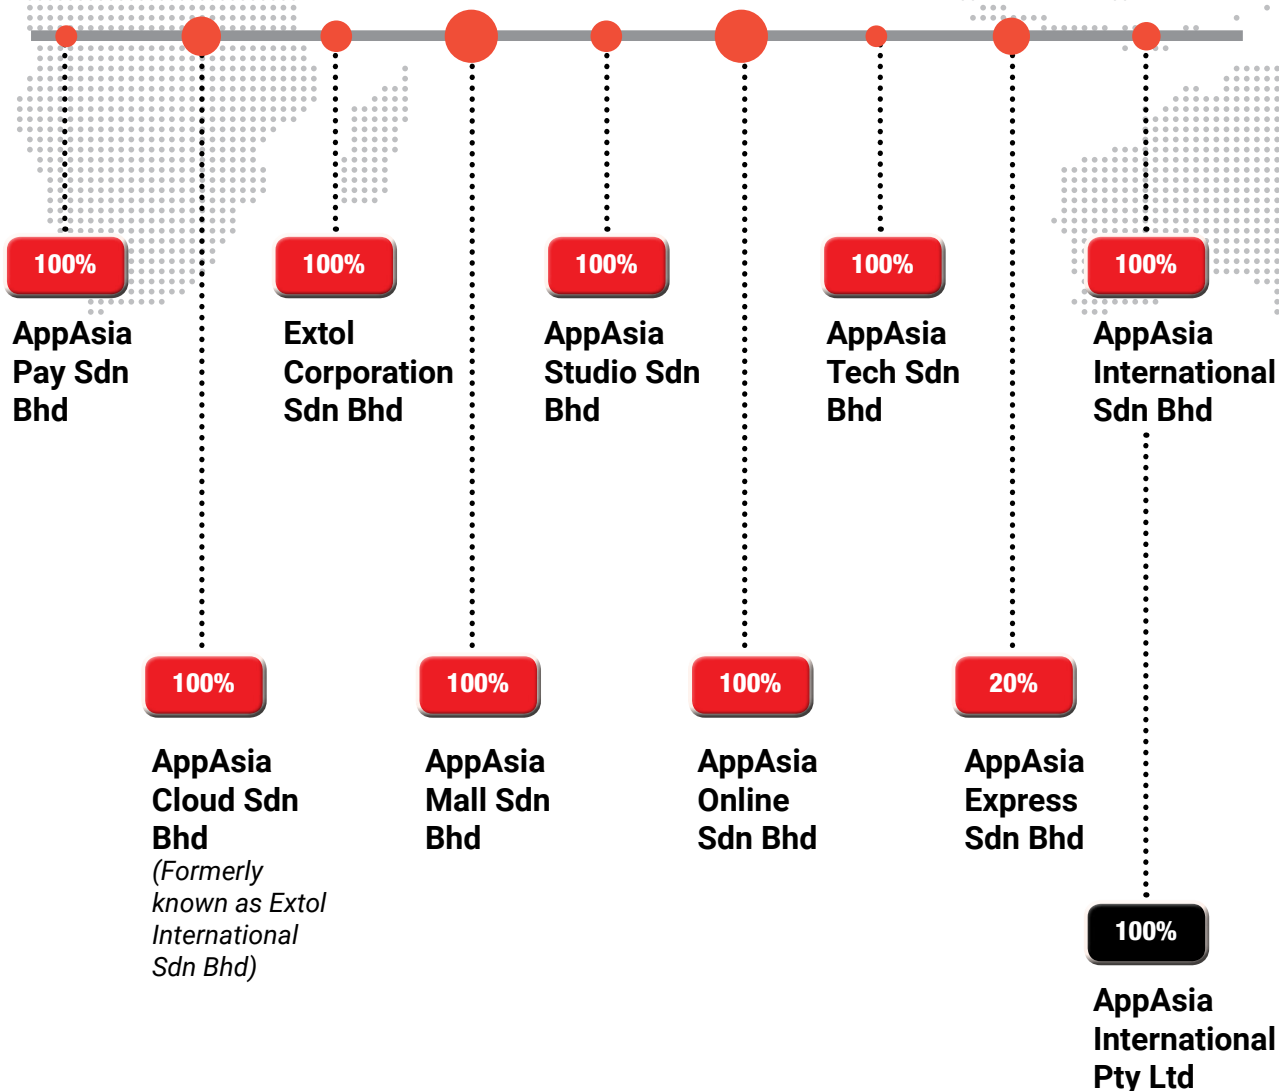 100%
AppAsia
Pay Sdn
Bhd
100%
Extol
Corporation
Sdn Bhd
100%
AppAsia
Studio Sdn
Bhd
100%
AppAsia
Tech Sdn
Bhd
100%
AppAsia
International
Sdn Bhd
100%
AppAsia
Cloud Sdn
Bhd
(Formerly
known as Extol
International
Sdn Bhd)
100%
AppAsia
Mall Sdn
Bhd
100%
AppAsia
Online
Sdn Bhd
20%
AppAsia
Express
Sdn Bhd
100%
AppAsia
International
Pty Ltd